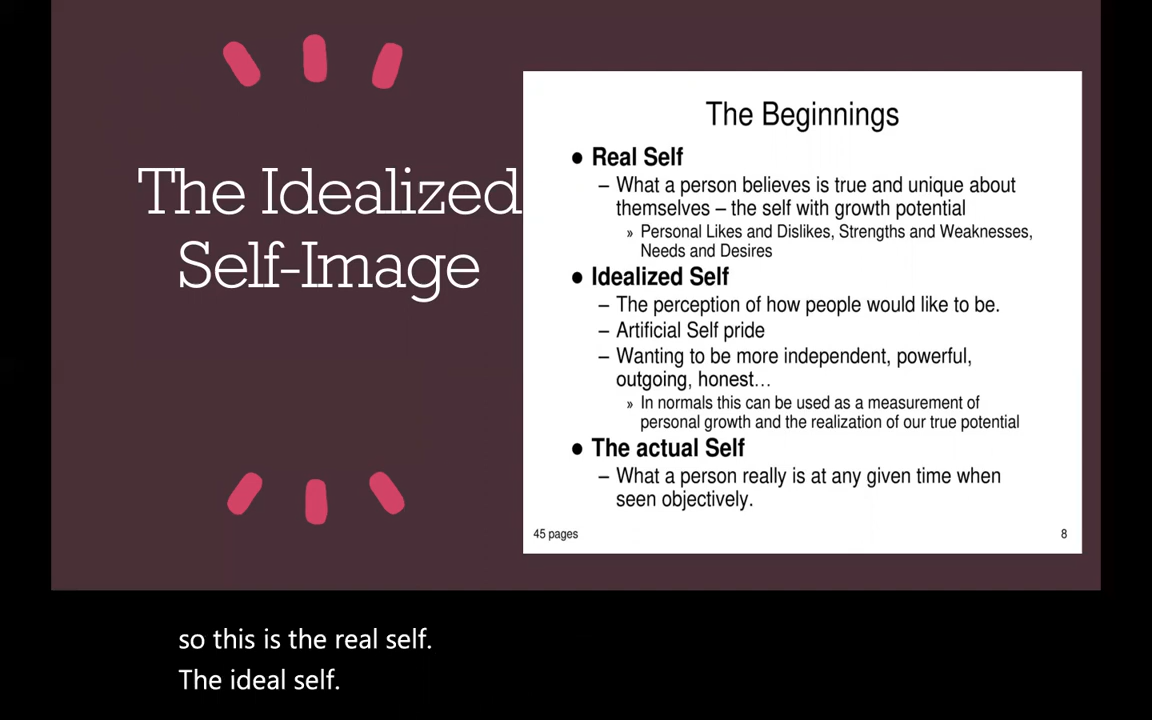 The Idealized
Self-Image
The Beginnings
● Real Self
– What a person believes is true and unique about
themselves – the self with growth potential
» Personal Likes and Dislikes, Strengths and Weaknesses,
Needs and Desires
● Idealized Self
– The perception of how people would like to be.
– Artificial Self pride
– Wanting to be more independent, powerful,
outgoing, honest…
» In normals this can be used as a measurement of
personal growth and the realization of our true potential
● The actual Self
– What a person really is at any given time when
seen objectively.
45 pages
8
so this is the real self.
The ideal self.